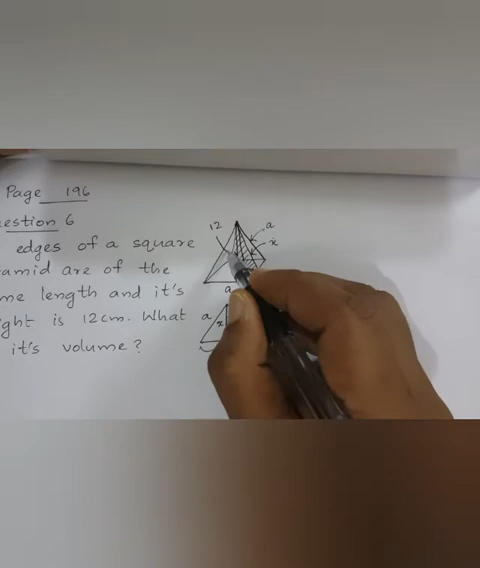 Page 196
estion 6
edges of a square
amid are of the
me length and it's
ght is 12cm. What
it's volume?
12
a
x
a
a
x